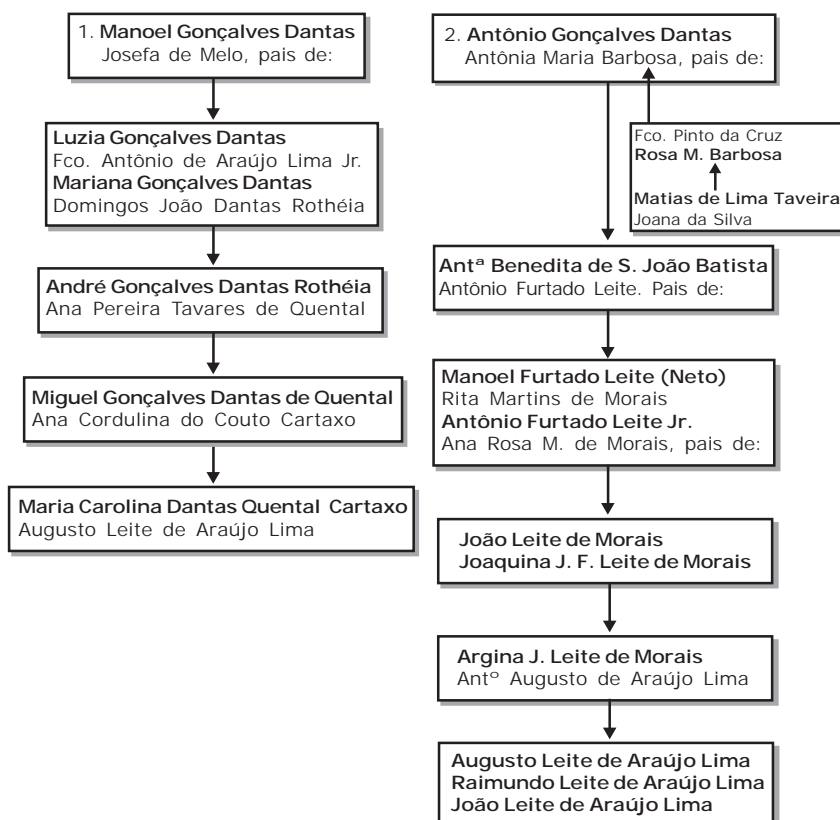 1. Manoel Gonçalves Dantas
Josefa de Melo, pais de:
Luzia Gonçalves Dantas
Fco. Antônio de Araújo Lima Jr.
Mariana Gonçalves Dantas
Domingos João Dantas Rothéia
André Gonçalves Dantas Rothéia
Ana Pereira Tavares de Quental
Miguel Gonçalves Dantas de Quental
Ana Cordulina do Couto Cartaxo
Maria Carolina Dantas Quental Cartaxo
Augusto Leite de Araújo Lima
2. Antônio Gonçalves Dantas
Antônia Maria Barbosa, pais de:
Fco. Pinto da Cruz
Rosa M. Barbosa
Matias de Lima Taveira
Joana da Silva
Antª Benedita de S. João Batista
Antônio Furtado Leite. Pais de:
Manoel Furtado Leite (Neto)
Rita Martins de Morais
Antônio Furtado Leite Jr.
Ana Rosa M. de Morais, pais de:
João Leite de Morais
Joaquina J. F. Leite de Morais
Argina J. Leite de Morais
Antº Augusto de Araújo Lima
Augusto Leite de Araújo Lima
Raimundo Leite de Araújo Lima
João Leite de Araújo Lima